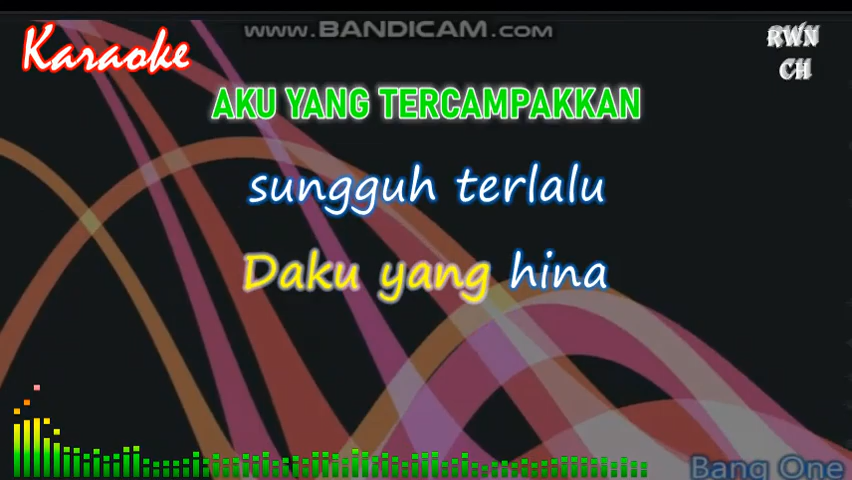 www.BANDICAM.com
Karaoke
RWN
CH
AKU YANG TERCAMPAKKAN
sungguh terlalu
Daku yang hina
Bang One